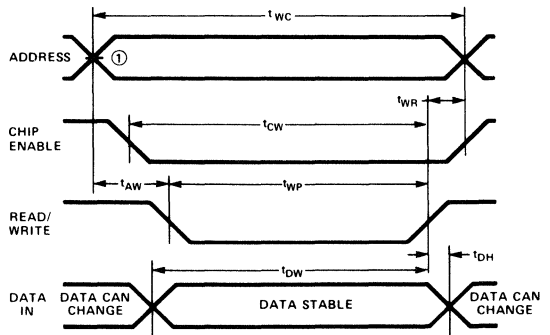 tWC
ADDRESS
①
tWR
CHIP
ENABLE
tCW
tAW
tWP
READ/
WRITE
tDH
tDW
DATA
IN
DATA CAN
CHANGE
DATA STABLE
DATA CAN
CHANGE